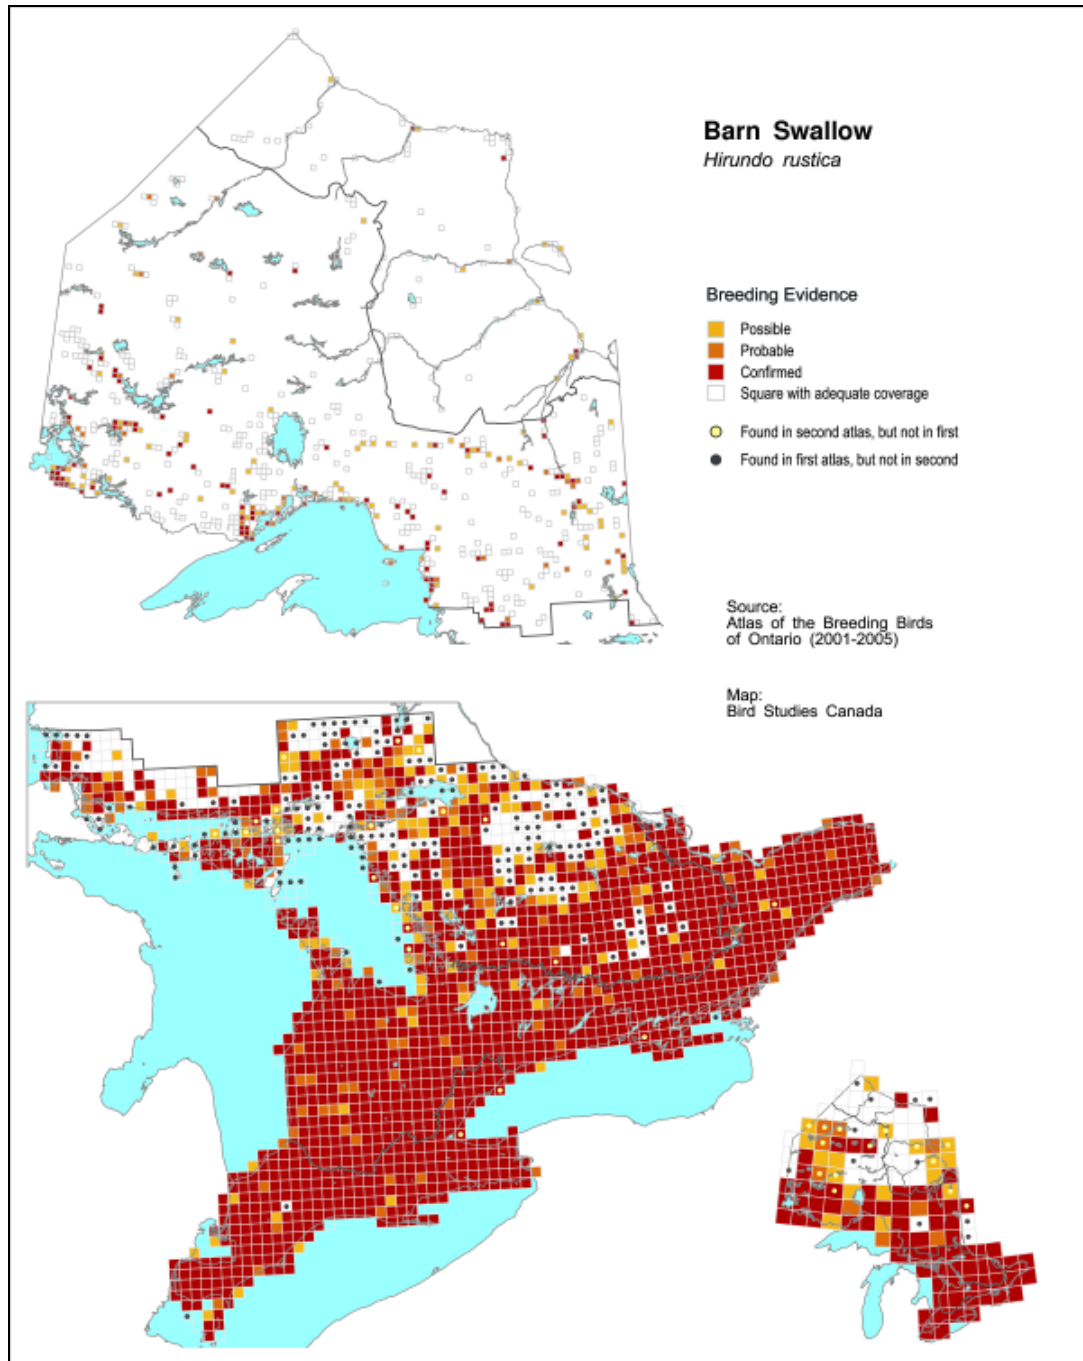 Barn Swallow
Hirundo rustica
Breeding Evidence
Possible
Probable
Confirmed
Square with adequate coverage
Found in second atlas, but not in first
Found in first atlas, but not in second
Source:
Atlas of the Breeding Birds
of Ontario (2001-2005)
Map:
Bird Studies Canada